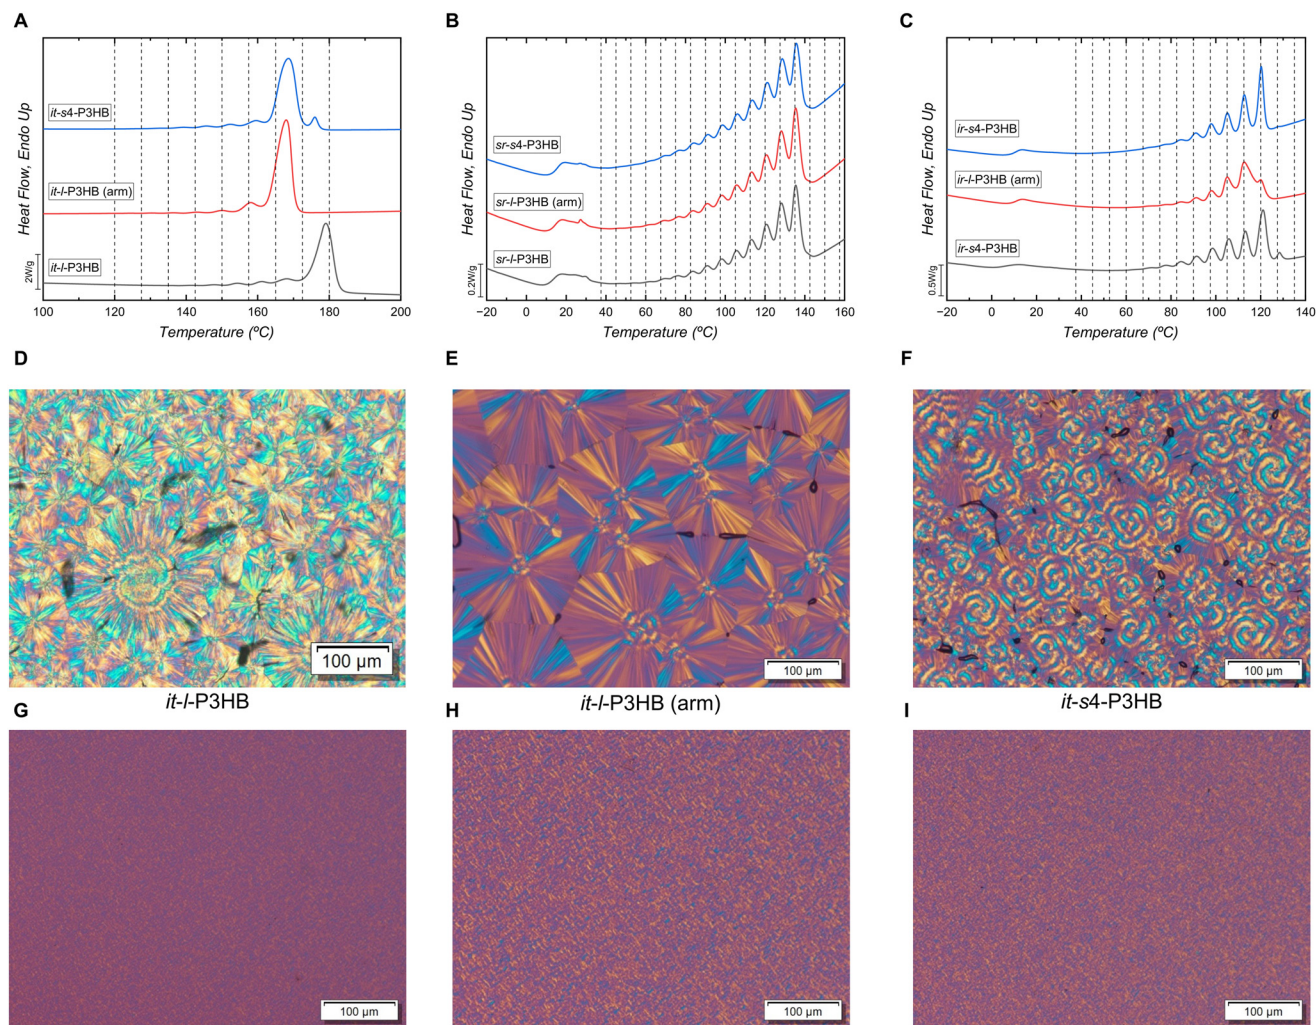 A
Heat Flow, Endo Up
it-s4-P3HB
it-l-P3HB (arm)
it-l-P3HB
2W/g
100 120 140 160 180 200
Temperature (ºC)
B
Heat Flow, Endo Up
sr-s4-P3HB
sr-l-P3HB (arm)
sr-l-P3HB
0.2W/g
−20 0 20 40 60 80 100 120 140 160
Temperature (ºC)
C
Heat Flow, Endo Up
ir-s4-P3HB
ir-l-P3HB (arm)
ir-s4-P3HB
0.5W/g
−20 0 20 40 60 80 100 120 140
Temperature (ºC)
D
100 µm
it-l-P3HB
E
100 µm
it-l-P3HB (arm)
F
100 µm
it-s4-P3HB
G
100 µm
H
100 µm
I
100 µm